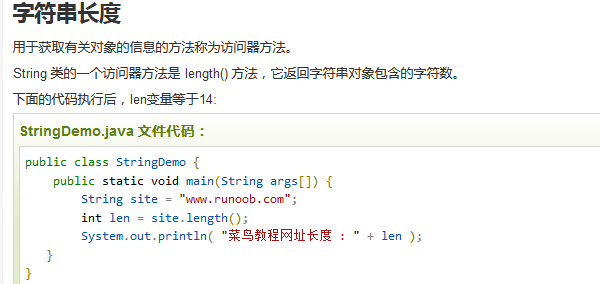 字符串长度
用于获取有关对象的信息的方法称为访问器方法。
String 类的一个访问器方法是 length() 方法，它返回字符串对象包含的字符数。
下面的代码执行后，len变量等于14:
StringDemo.java 文件代码：
public class StringDemo {
    public static void main(String args[]) {
        String site = "www.runoob.com";
        int len = site.length();
        System.out.println( "菜鸟教程网址长度 : " + len );
   }
}